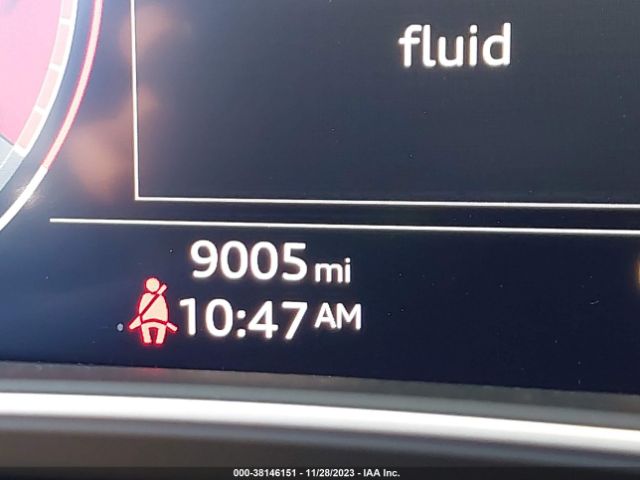 fluid
9005 mi
10:47 AM
000-38146151 - 11/28/2023 - IAA Inc.